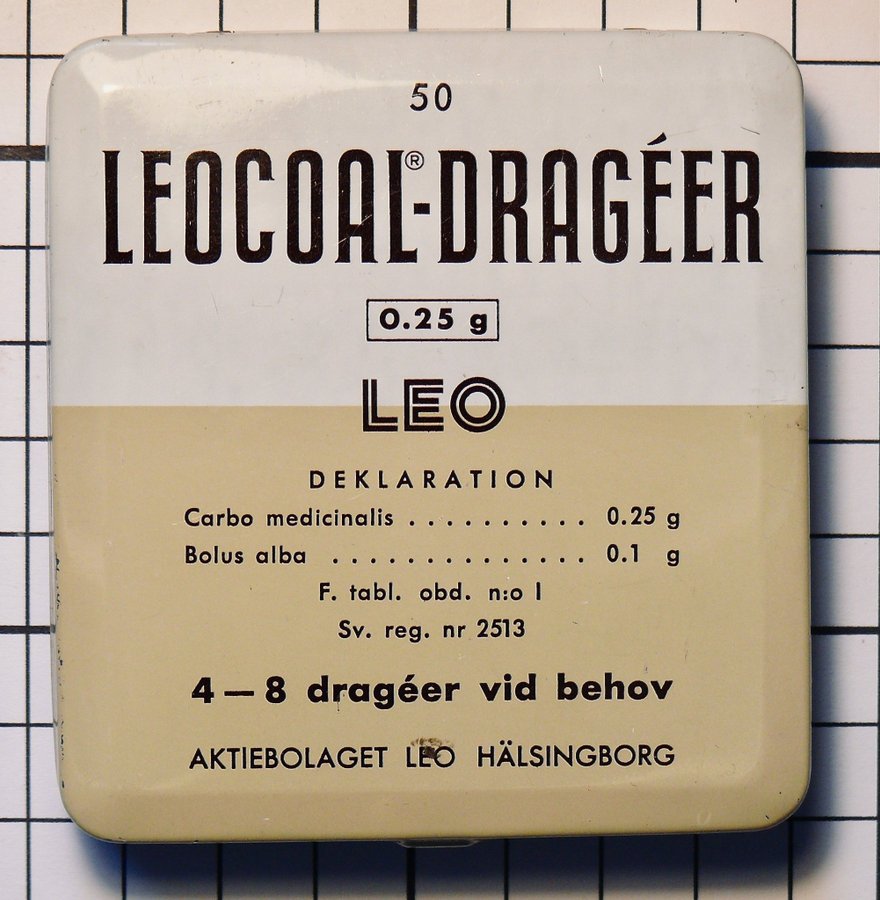 50
LEOCOAL®-DRAGÉER
0.25 g
LEO
DEKLARATION
Carbo medicinalis . . . . . . . . . . 0.25 g
Bolus alba . . . . . . . . . . . . . . 0.1 g
F. tabl. obd. n:o I
Sv. reg. nr 2513
4 — 8 dragéer vid behov
AKTIEBOLAGET LEO HÄLSINGBORG